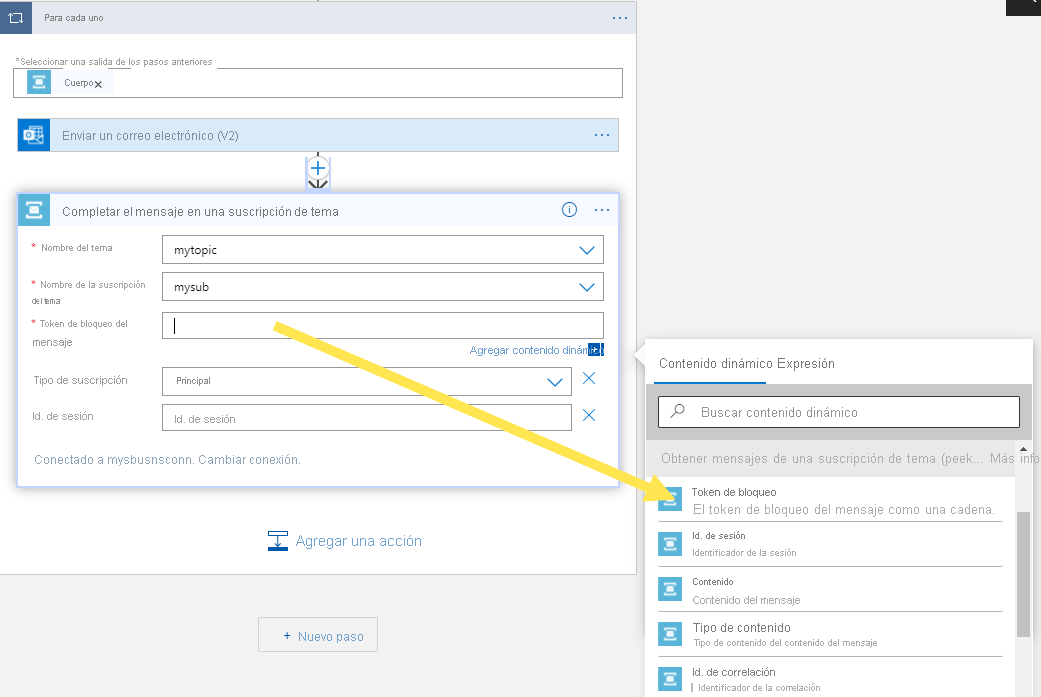 Para cada uno
*Seleccionar una salida de los pasos anteriores
Cuerpo
Enviar un correo electrónico (V2)
Completar el mensaje en una suscripción de tema
* Nombre del tema
mytopic
* Nombre de la suscripción
del tema
mysub
* Token de bloqueo del
mensaje
Agregar contenido dinámico
Tipo de suscripción
Principal
Id. de sesión
Id. de sesión
Conectado a mysbusnsconn. Cambiar conexión.
Agregar una acción
+ Nuevo paso
Contenido dinámico Expresión
Buscar contenido dinámico
Obtener mensajes de una suscripción de tema (peek... Más info
Token de bloqueo
El token de bloqueo del mensaje como una cadena.
Id. de sesión
Identificador de la sesión
Contenido
Contenido del mensaje
Tipo de contenido
Tipo de contenido del contenido del mensaje
Id. de correlación
Identificador de la correlación